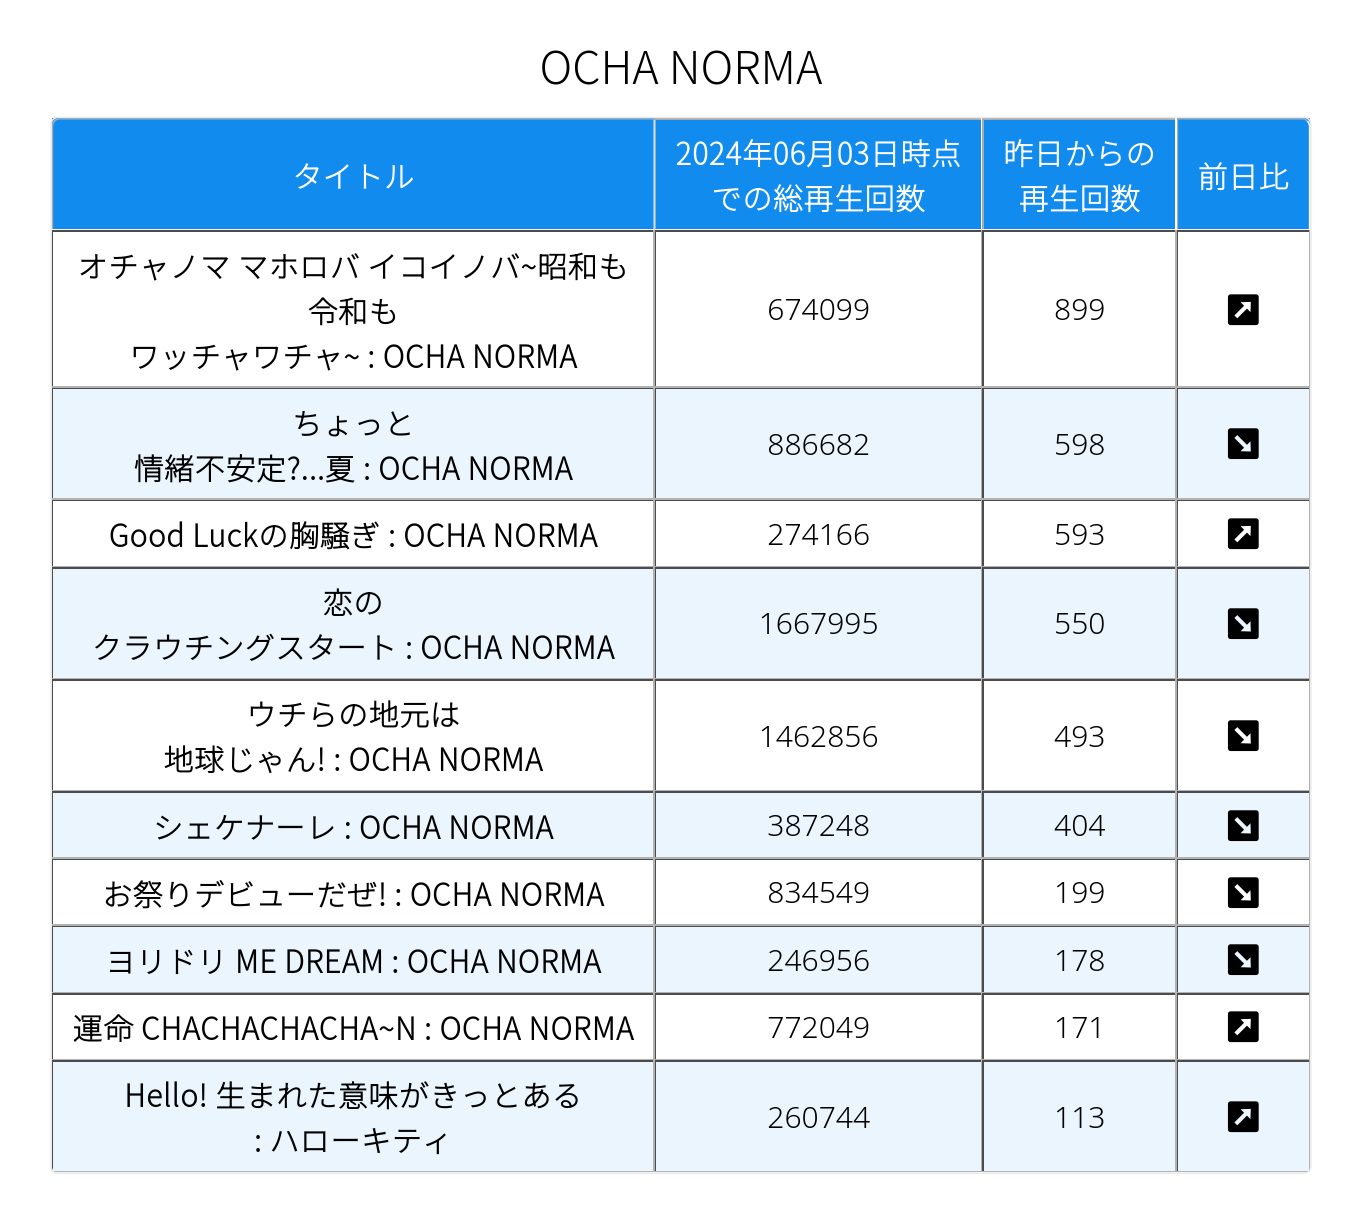 OCHA NORMA
タイトル
2024年06月03日時点
での総再生回数
昨日からの
再生回数
前日比
オチャノマ マホロバ イコイノバ~昭和も
令和も
ワッチャワチャ~ : OCHA NORMA
674099
899
ちょっと
情緒不安定?...夏 : OCHA NORMA
886682
598
Good Luckの胸騒ぎ : OCHA NORMA
274166
593
恋の
クラウチングスタート : OCHA NORMA
1667995
550
ウチらの地元は
地球じゃん! : OCHA NORMA
1462856
493
シェケナーレ : OCHA NORMA
387248
404
お祭りデビューだぜ! : OCHA NORMA
834549
199
ヨリドリ ME DREAM : OCHA NORMA
246956
178
運命 CHACHACHACHA~N : OCHA NORMA
772049
171
Hello! 生まれた意味がきっとある
: ハローキティ
260744
113